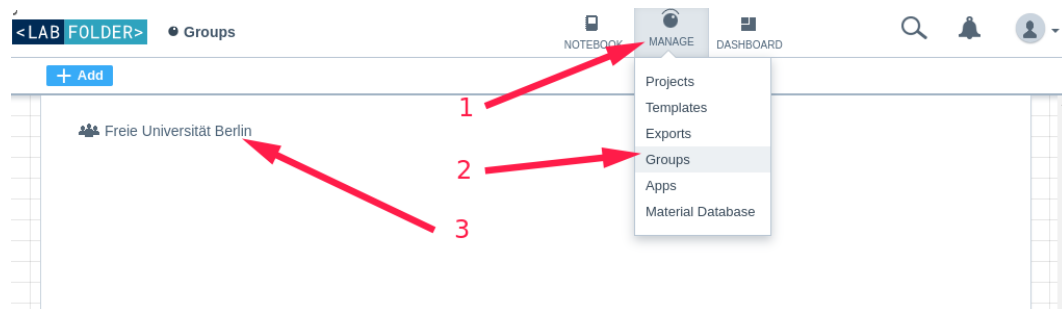 <LAB FOLDER>
Groups
NOTEBOOK
MANAGE
DASHBOARD
+ Add
1
Projects
Templates
Exports
Groups
Apps
Material Database
Freie Universität Berlin
2
3